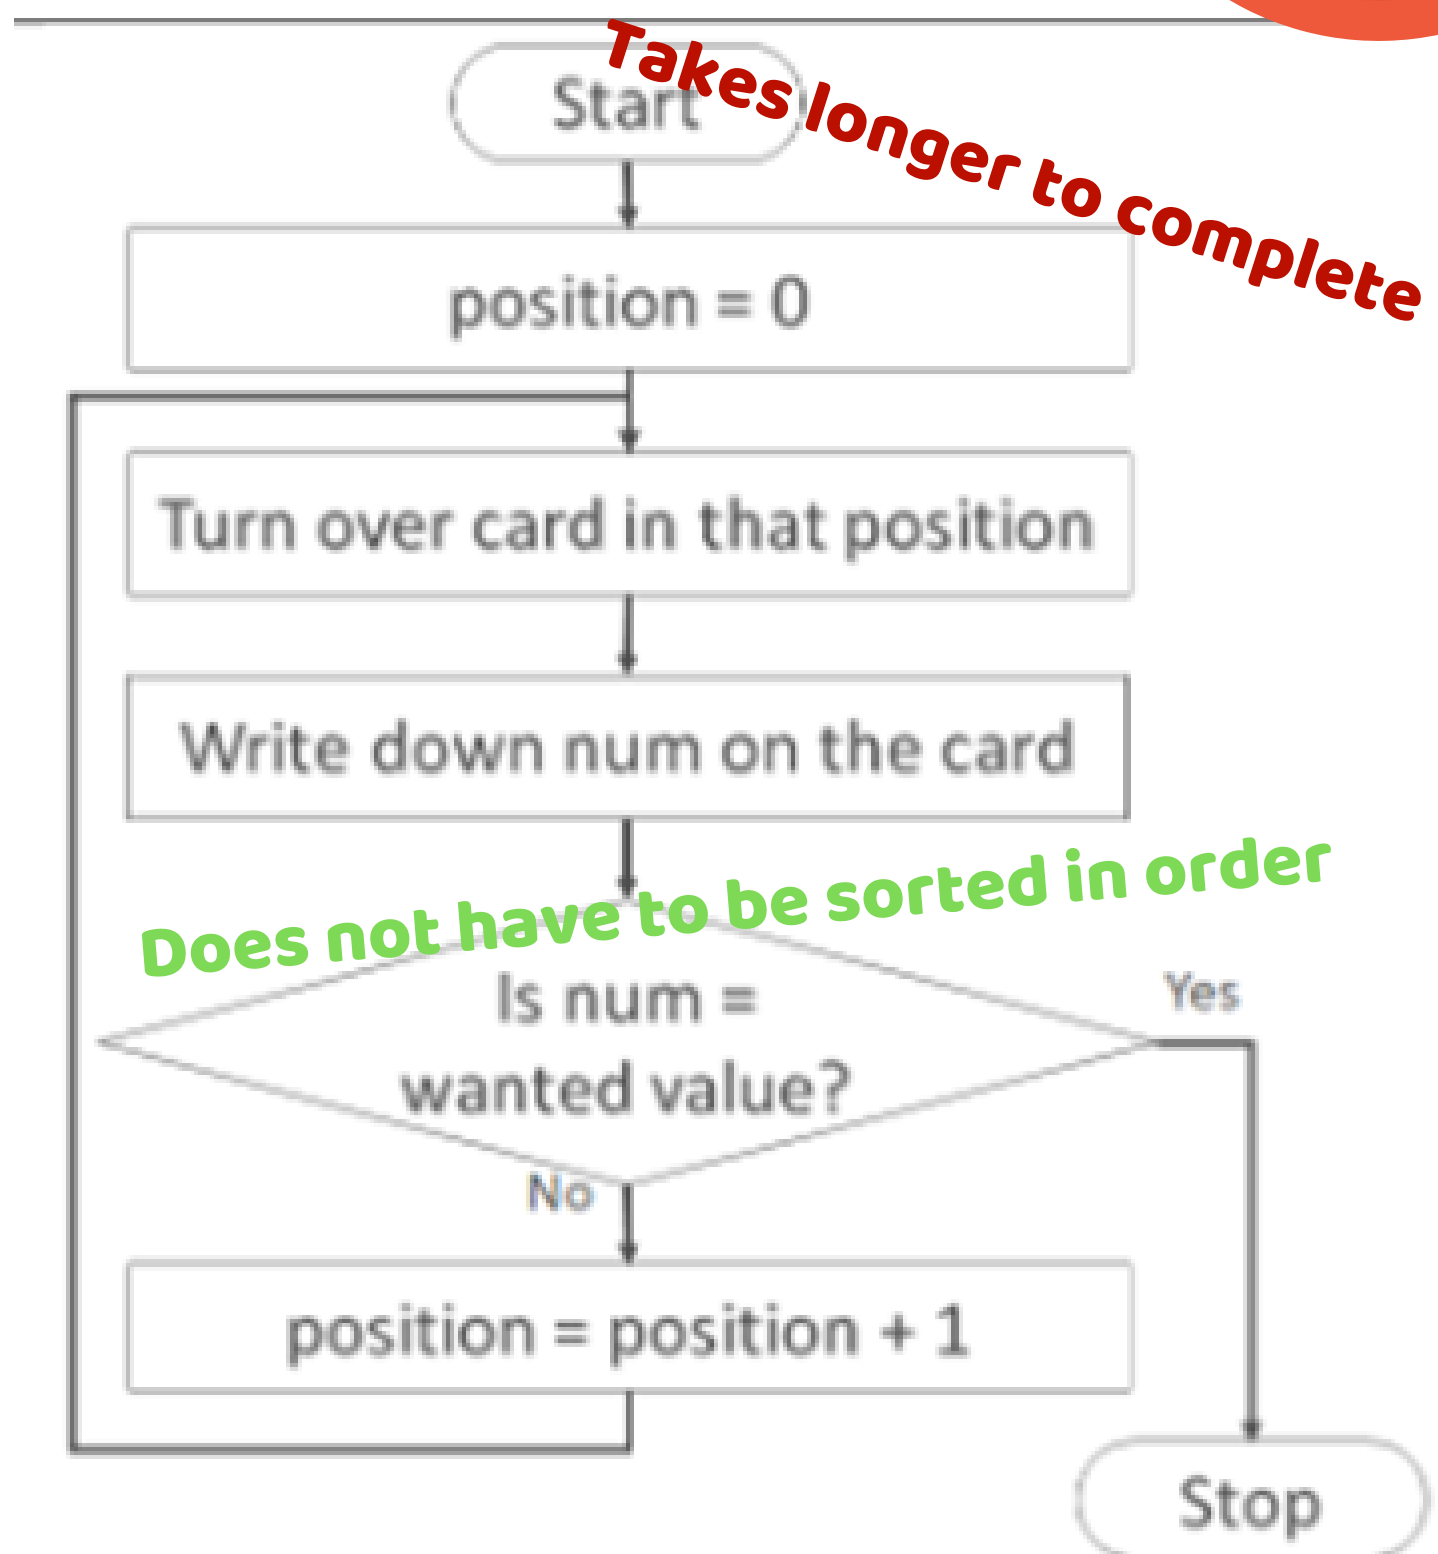 Takes longer to complete
Start
position = 0
Turn over card in that position
Write down num on the card
Does not have to be sorted in order
Is num =
wanted value?
Yes
No
position = position + 1
Stop